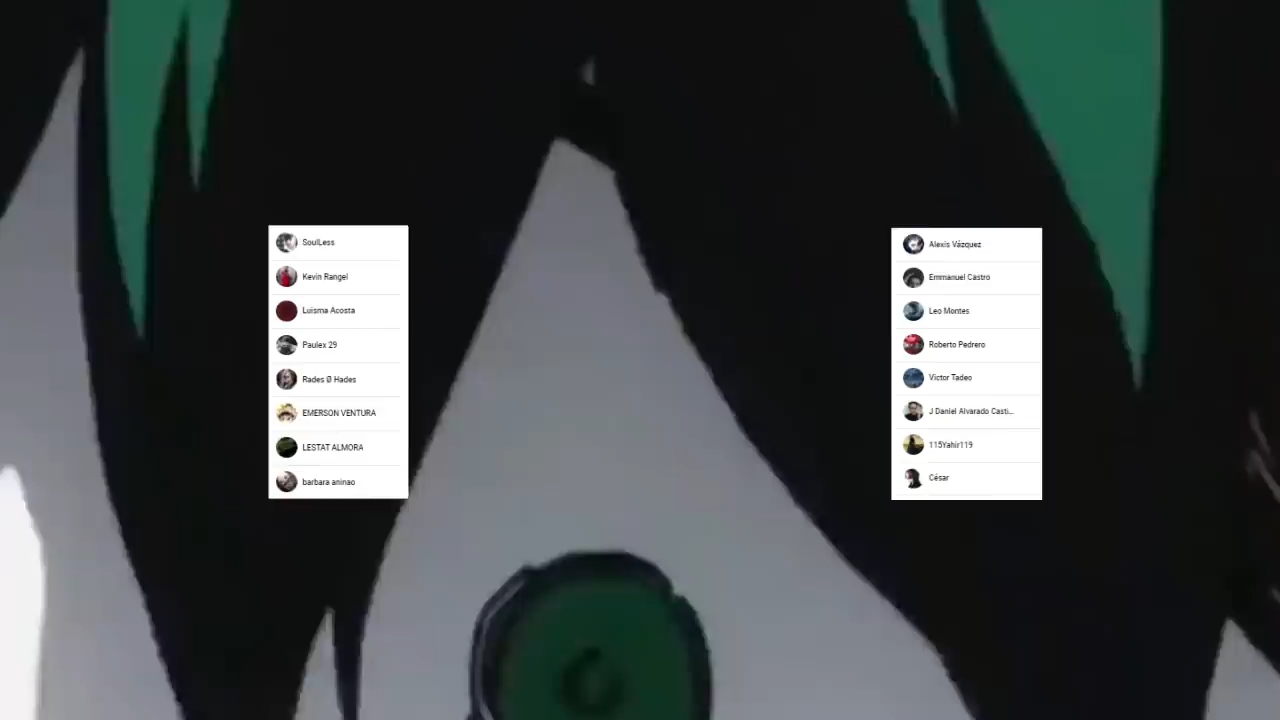 SoulLess
Kevin Rangel
Luisma Acosta
Paulex 29
Rades Ø Hades
EMERSON VENTURA
LESTAT ALMORA
barbara aninao
Alexis Vázquez
Emmanuel Castro
Leo Montes
Roberto Pedrero
Victor Tadeo
J Daniel Alvarado Casti...
115Yahir119
César